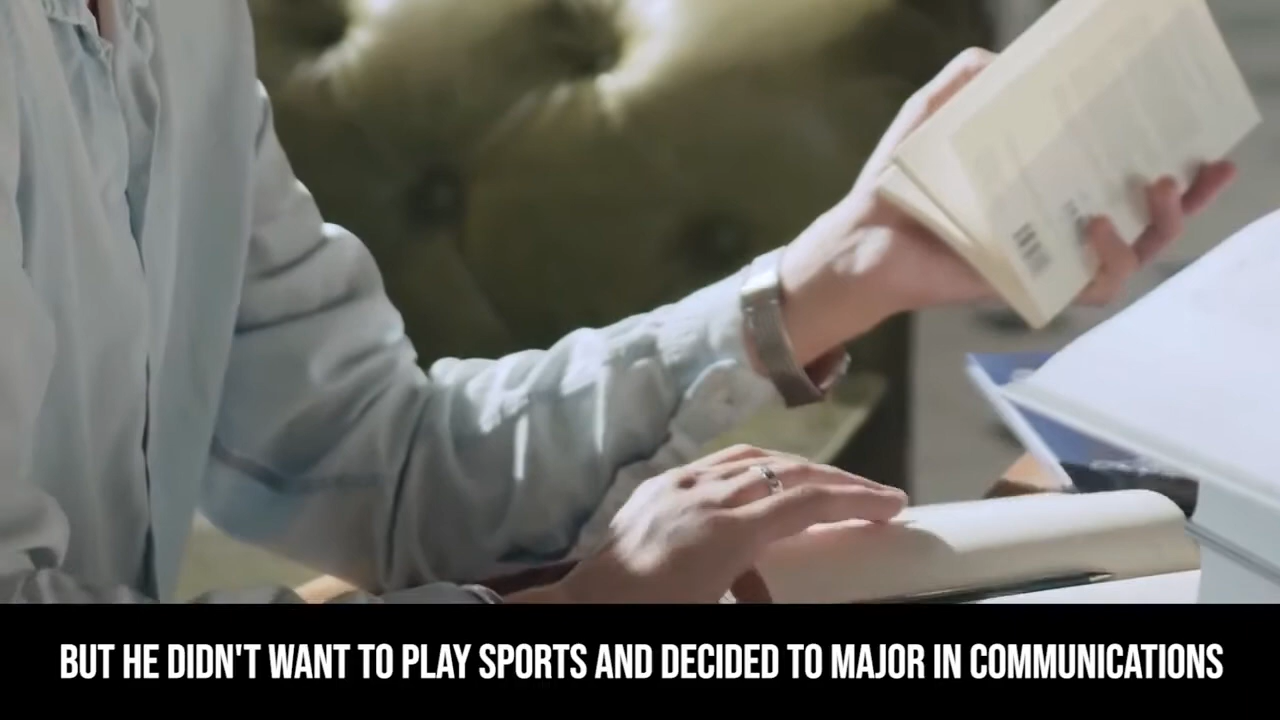 BUT HE DIDN'T WANT TO PLAY SPORTS AND DECIDED TO MAJOR IN COMMUNICATIONS